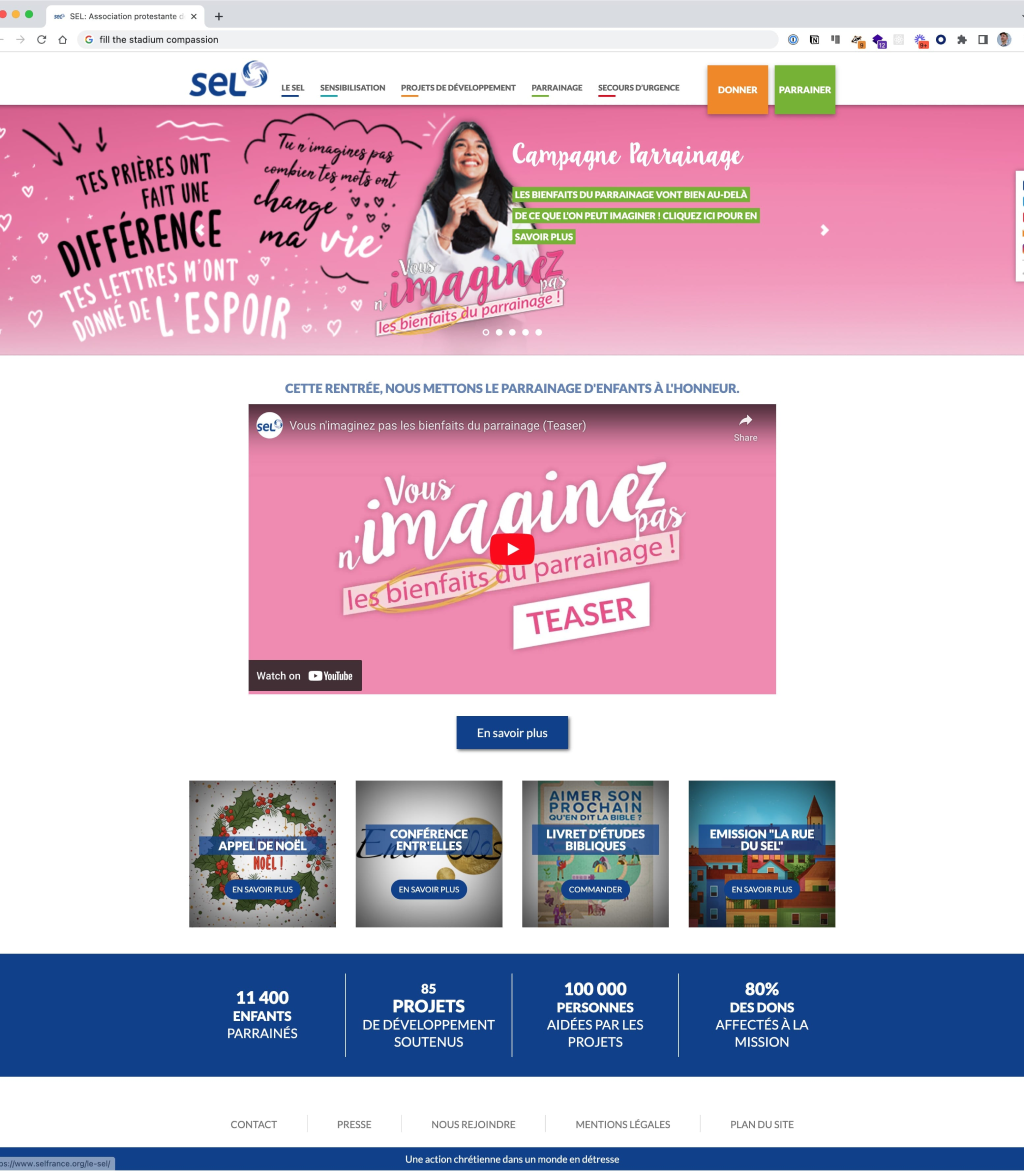 SEL: Association protestante d
fill the stadium compassion
9
12
9+
SEL
LE SEL
SENSIBILISATION
PROJETS DE DÉVELOPPEMENT
PARRAINAGE
SECOURS D'URGENCE
DONNER
PARRAINER
TES PRIÈRES ONT
FAIT UNE
DIFFÉRENCE
TES LETTRES M'ONT
DONNÉ DE L'ESPOIR
Tu n'imagines pas
combien tes mots ont
changé
ma vie
Vous
n'imaginez
pas
les bienfaits du parrainage !
Campagne Parrainage
LES BIENFAITS DU PARRAINAGE VONT BIEN AU-DELÀ
DE CE QUE L'ON PEUT IMAGINER ! CLIQUEZ ICI POUR EN
SAVOIR PLUS
CETTE RENTRÉE, NOUS METTONS LE PARRAINAGE D'ENFANTS À L'HONNEUR.
SEL
Vous n'imaginez pas les bienfaits du parrainage (Teaser)
Share
Vous
n'imaginez
pas
les bienfaits du parrainage !
TEASER
Watch on YouTube
En savoir plus
APPEL DE NOËL
NOËL !
EN SAVOIR PLUS
CONFÉRENCE
ENTR'ELLES
EN SAVOIR PLUS
AIMER SON
PROCHAIN
QU'EN DIT LA BIBLE ?
LIVRET D'ÉTUDES
BIBLIQUES
COMMANDER
EMISSION "LA RUE
DU SEL"
EN SAVOIR PLUS
11 400
ENFANTS
PARRAINÉS
85
PROJETS
DE DÉVELOPPEMENT
SOUTENUS
100 000
PERSONNES
AIDÉES PAR LES
PROJETS
80%
DES DONS
AFFECTÉS À LA
MISSION
CONTACT
PRESSE
NOUS REJOINDRE
MENTIONS LÉGALES
PLAN DU SITE
Une action chrétienne dans un monde en détresse
ps://www.selfrance.org/le-sel/